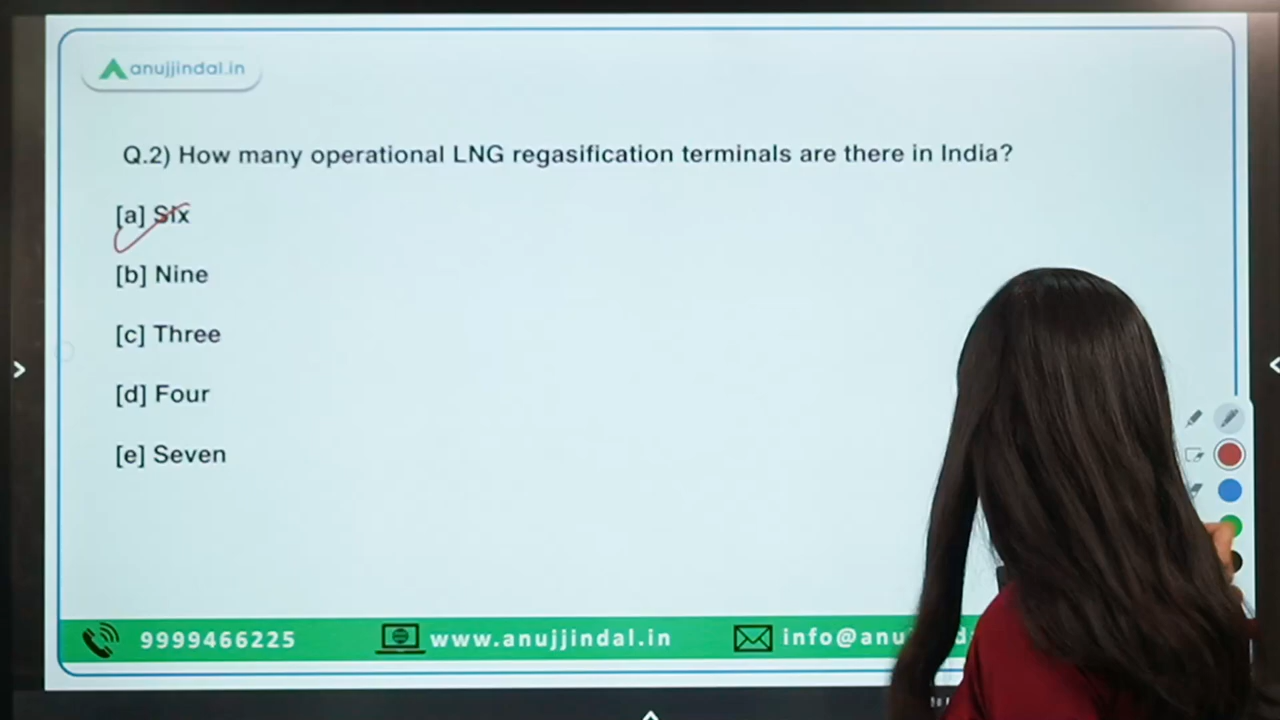 anujjindal.in
Q.2) How many operational LNG regasification terminals are there in India?
[a] Six
[b] Nine
[c] Three
[d] Four
[e] Seven
9999466225
www.anujjindal.in
info@anu